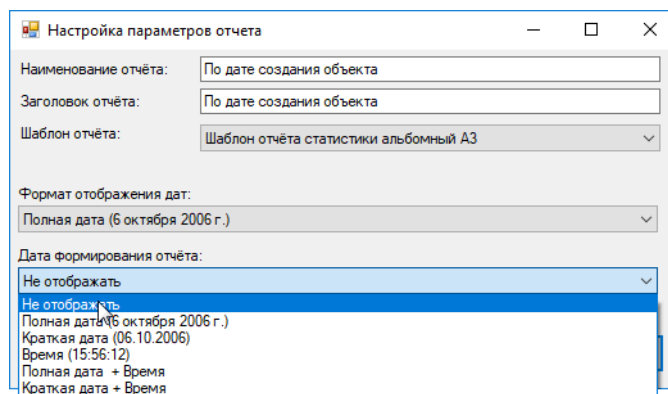 Настройка параметров отчета
Наименование отчёта: По дате создания объекта
Заголовок отчёта: По дате создания объекта
Шаблон отчёта: Шаблон отчёта статистики альбомный А3
Формат отображения дат:
Полная дата (6 октября 2006 г.)
Дата формирования отчёта:
Не отображать
Не отображать
Полная дата (6 октября 2006 г.)
Краткая дата (06.10.2006)
Время (15:56:12)
Полная дата + Время
Краткая дата + Время